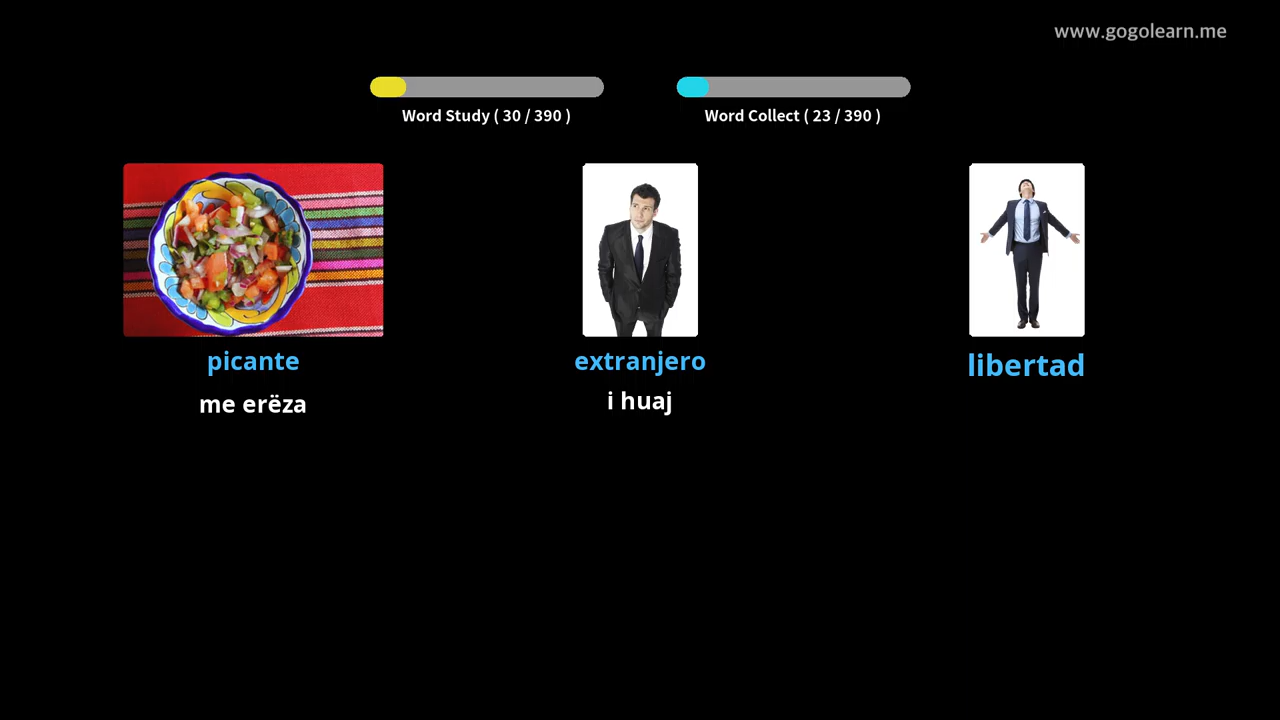 www.gogolearn.me
Word Study ( 30 / 390 )
Word Collect ( 23 / 390 )
picante
me erëza
extranjero
i huaj
libertad